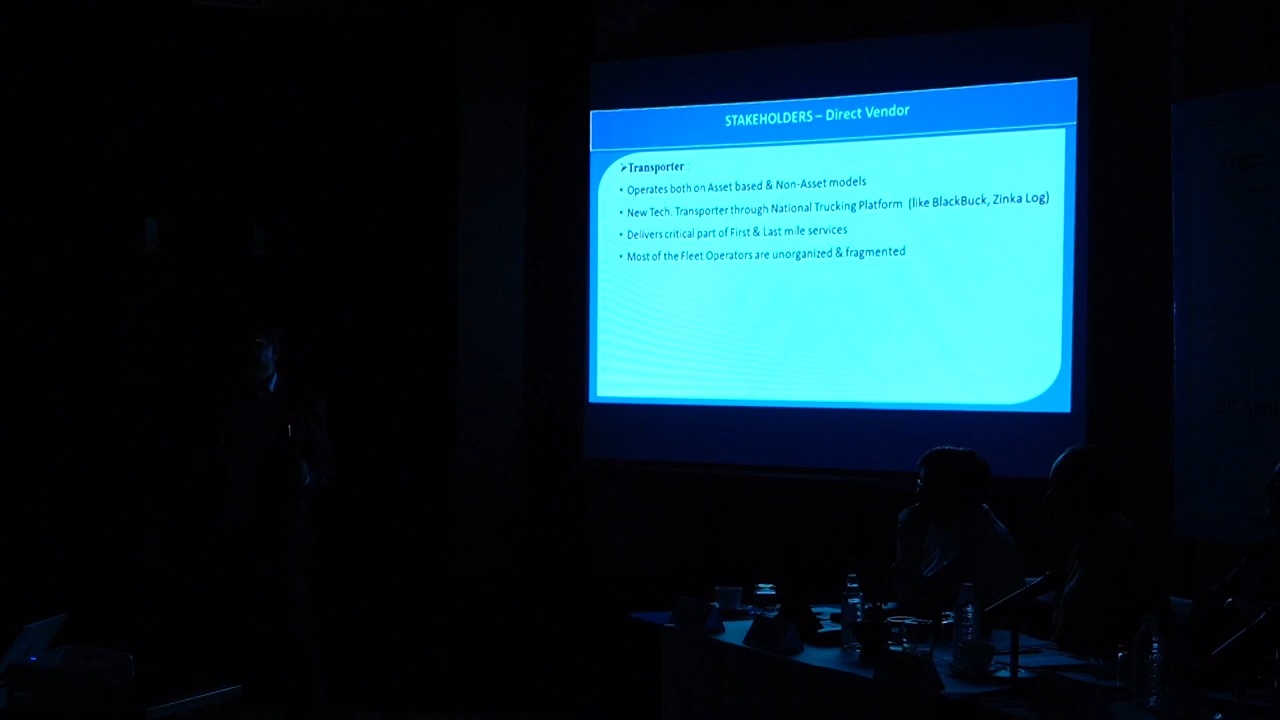 STAKEHOLDERS – Direct Vendor
➢Transporter :
• Operates both on Asset based & Non-Asset models
• New Tech. Transporter through National Trucking Platform (like BlackBuck, Zinka Log)
• Delivers critical part of First & Last mile services
• Most of the Fleet Operators are unorganized & fragmented